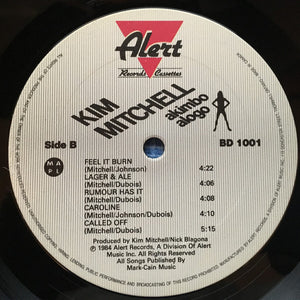 Alert
Records Cassettes
KIM
MITCHELL
akimbo
alogo
Side B
BD 1001
M A
P L
FEEL IT BURN
(Mitchell/Johnson) 4:22
LAGER & ALE
(Mitchell/Dubois) 4:06
RUMOUR HAS IT
(Mitchell/Dubois) 4:08
CAROLINE
(Mitchell/Johnson/Dubois) 4:10
CALLED OFF
(Mitchell/Dubois) 5:15
Produced by Kim Mitchell/Nick Blagona
© 1984 Alert Records, A Division Of Alert
Music Inc. All Rights Reserved
All Songs Published By
Mark-Cain Music